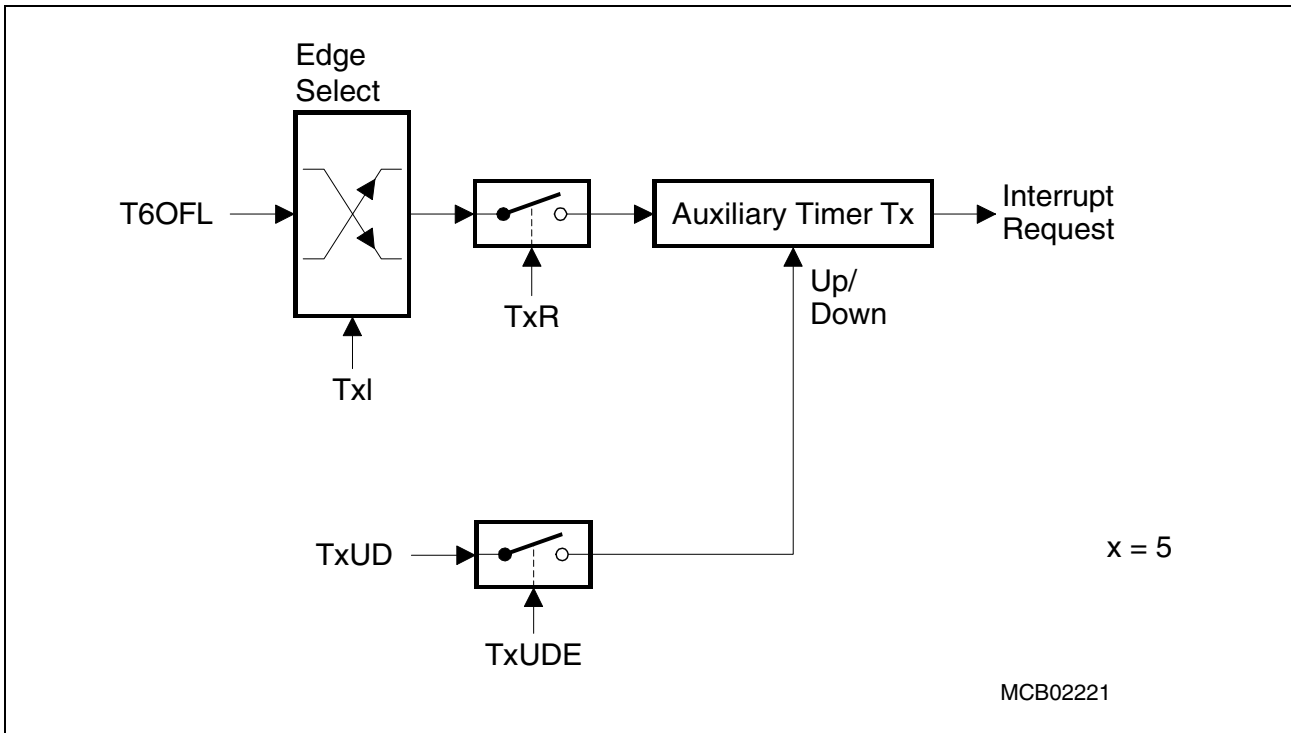 Edge
Select
T6OFL
Auxiliary Timer Tx
Interrupt
Request
TxR
Up/
Down
TxI
TxUD
x = 5
TxUDE
MCB02221